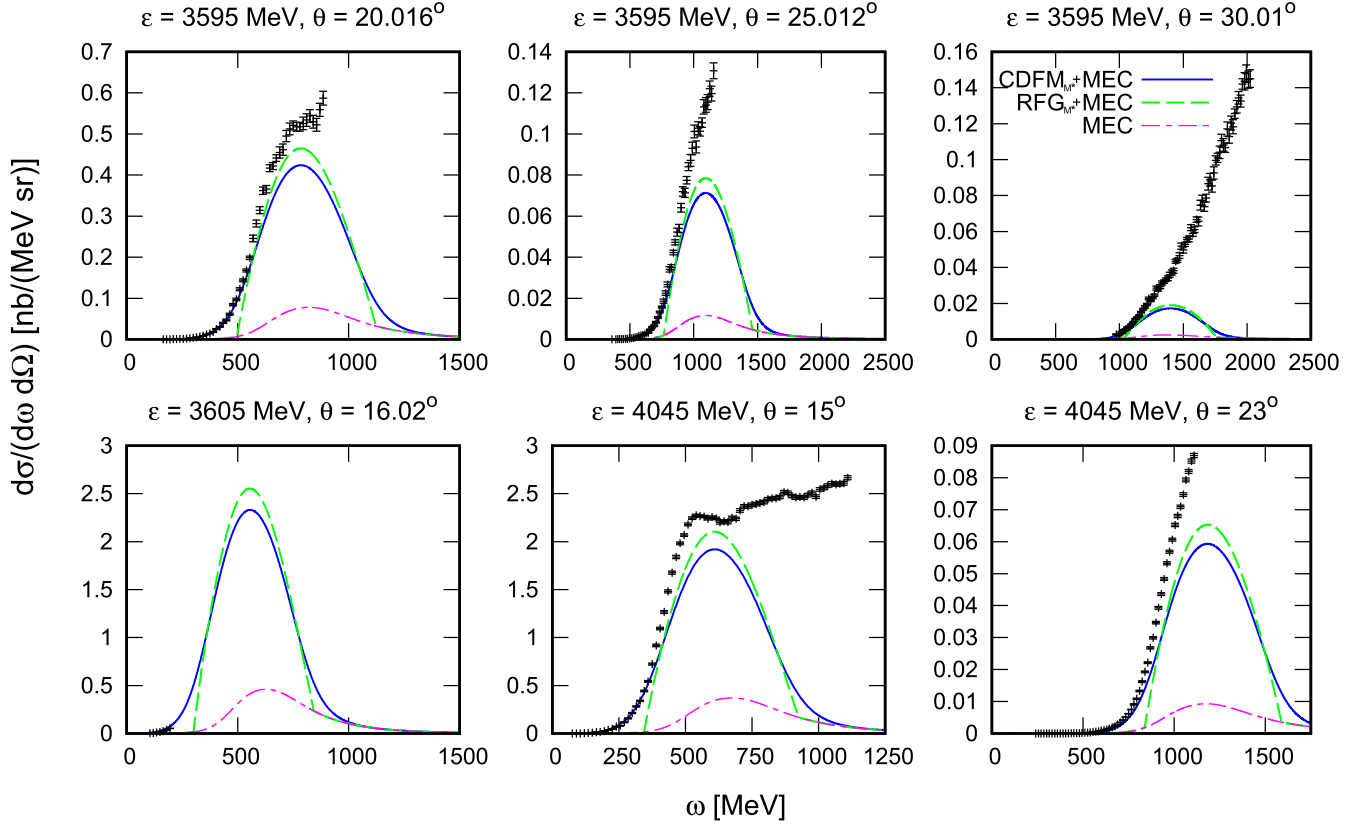 ε = 3595 MeV, θ = 20.016°
ε = 3595 MeV, θ = 25.012°
ε = 3595 MeV, θ = 30.01°
dσ/(dω dΩ) [nb/(MeV sr)]
0.7
0.6
0.5
0.4
0.3
0.2
0.1
0
500 1000 1500
0.14
0.12
0.1
0.08
0.06
0.04
0.02
0
0 500 1000 1500 2000 2500
0.16
0.14
0.12
0.1
0.08
0.06
0.04
0.02
0
0 500 1000 1500 2000 2500
CDFM_M*+MEC
RFG_M*+MEC
MEC
ε = 3605 MeV, θ = 16.02°
ε = 4045 MeV, θ = 15°
ε = 4045 MeV, θ = 23°
3
2.5
2
1.5
1
0.5
0
0 500 1000 1500
3
2.5
2
1.5
1
0.5
0
0 250 500 750 1000 1250
0.09
0.08
0.07
0.06
0.05
0.04
0.03
0.02
0.01
0
0 500 1000 1500
ω [MeV]